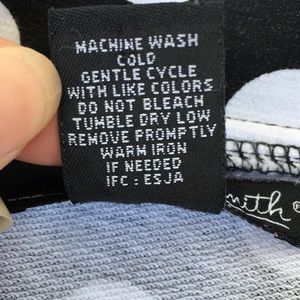 MACHINE WASH
COLD
GENTLE CYCLE
WITH LIKE COLORS
DO NOT BLEACH
TUMBLE DRY LOW
REMOVE PROMPTLY
WARM IRON
IF NEEDED
IFC : ESJA
mith®